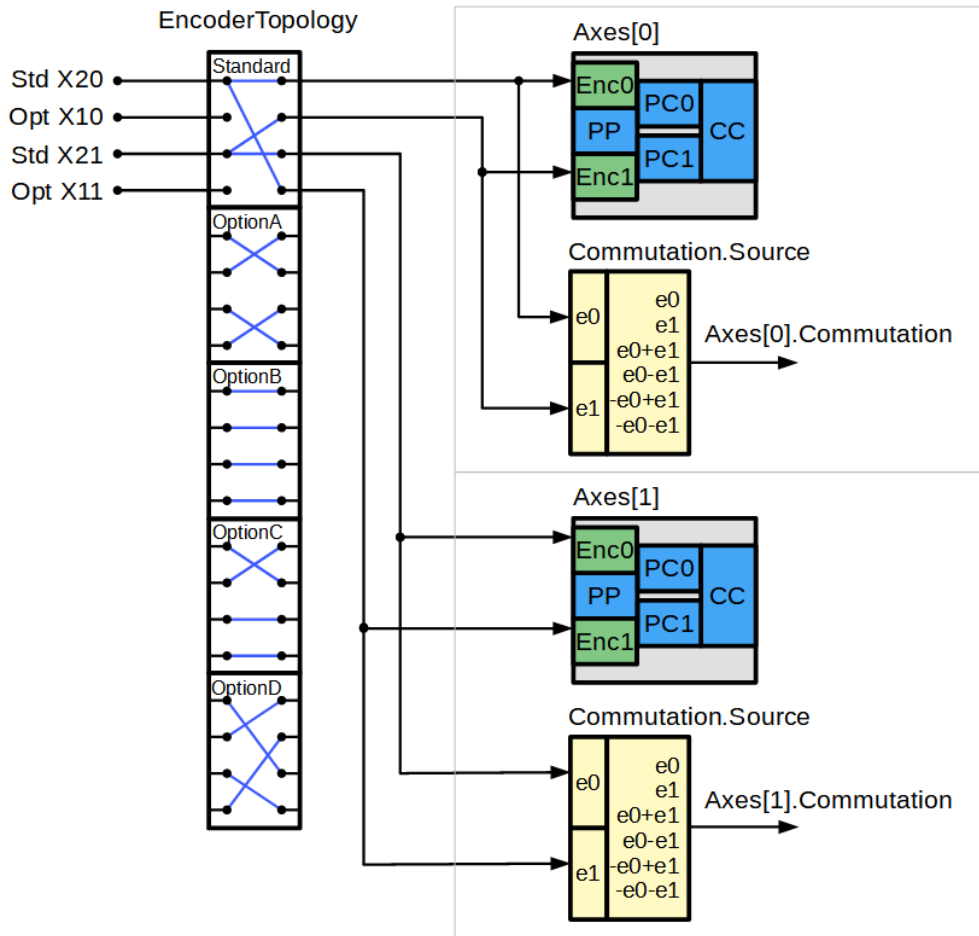 EncoderTopology
Std X20
Opt X10
Std X21
Opt X11
Standard
OptionA
OptionB
OptionC
OptionD
Axes[0]
Enc0
PP
Enc1
PC0
PC1
CC
Commutation.Source
e0
e1
e0
e1
e0+e1
e0-e1
-e0+e1
-e0-e1
Axes[0].Commutation
Axes[1]
Enc0
PP
Enc1
PC0
PC1
CC
Commutation.Source
e0
e1
e0
e1
e0+e1
e0-e1
-e0+e1
-e0-e1
Axes[1].Commutation